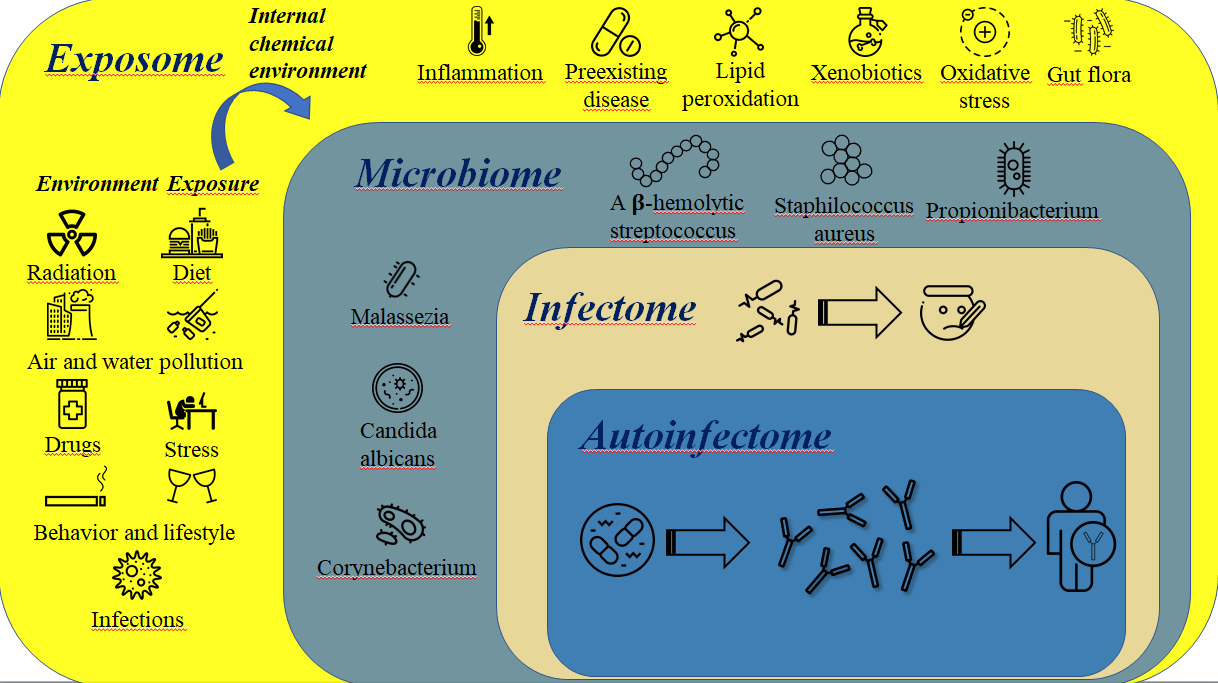 Exposome
Internal
chemical
environment
Inflammation
Preexisting
disease
Lipid
peroxidation
Xenobiotics
Oxidative
stress
Gut flora
Environment Exposure
Radiation
Diet
Air and water pollution
Drugs
Stress
Behavior and lifestyle
Infections
Microbiome
A β-hemolytic
streptococcus
Staphilococcus
aureus
Propionibacterium
Malassezia
Candida
albicans
Corynebacterium
Infectome
Autoinfectome